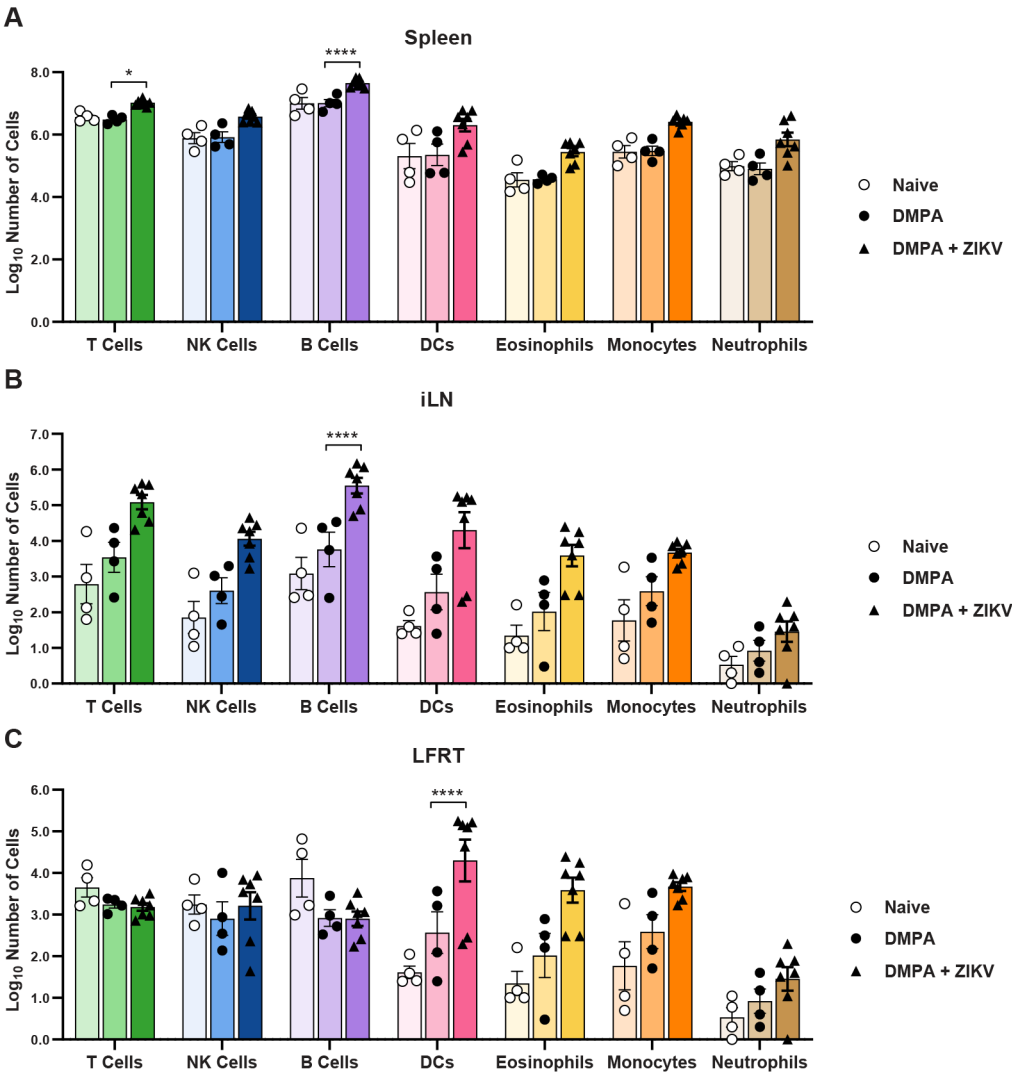 A
Spleen
Log10 Number of Cells
8.0
6.0
4.0
2.0
0.0
*
****
T Cells NK Cells B Cells DCs Eosinophils Monocytes Neutrophils
Naive
DMPA
DMPA + ZIKV
B
iLN
Log10 Number of Cells
7.0
6.0
5.0
4.0
3.0
2.0
1.0
0.0
****
T Cells NK Cells B Cells DCs Eosinophils Monocytes Neutrophils
Naive
DMPA
DMPA + ZIKV
C
LFRT
Log10 Number of Cells
6.0
5.0
4.0
3.0
2.0
1.0
0.0
****
T Cells NK Cells B Cells DCs Eosinophils Monocytes Neutrophils
Naive
DMPA
DMPA + ZIKV